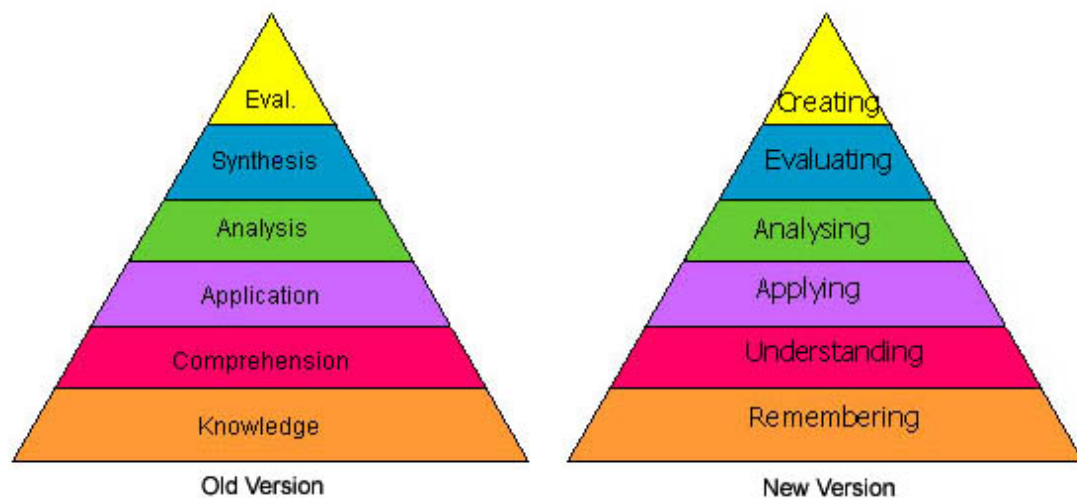 Eval.
Synthesis
Analysis
Application
Comprehension
Knowledge
Old Version
Creating
Evaluating
Analysing
Applying
Understanding
Remembering
New Version